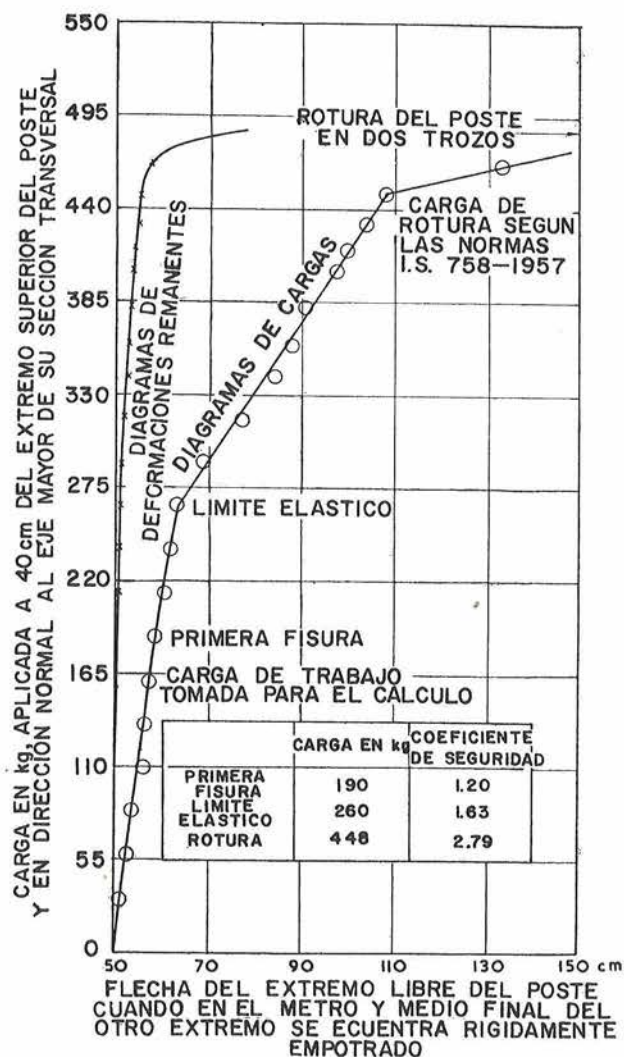 CARGA EN kg, APLICADA A 40cm DEL EXTREMO SUPERIOR DEL POSTE
Y EN DIRECCIÓN NORMAL AL EJE MAYOR DE SU SECCION TRANSVERSAL
550
495
440
385
330
275
220
165
110
55
0
ROTURA DEL POSTE
EN DOS TROZOS
CARGA DE
ROTURA SEGUN
LAS NORMAS
I.S. 758-1957
DIAGRAMAS DE
DEFORMACIONES REMANENTES
DIAGRAMAS DE CARGAS
LIMITE ELASTICO
PRIMERA FISURA
CARGA DE TRABAJO
TOMADA PARA EL CALCULO
CARGA EN kg
COEFICIENTE
DE SEGURIDAD
PRIMERA
FISURA
190
1.20
LIMITE
ELASTICO
260
1.63
ROTURA
448
2.79
50 70 90 110 130 150 cm
FLECHA DEL EXTREMO LIBRE DEL POSTE
CUANDO EN EL METRO Y MEDIO FINAL DEL
OTRO EXTREMO SE ECUENTRA RIGIDAMENTE
EMPOTRADO